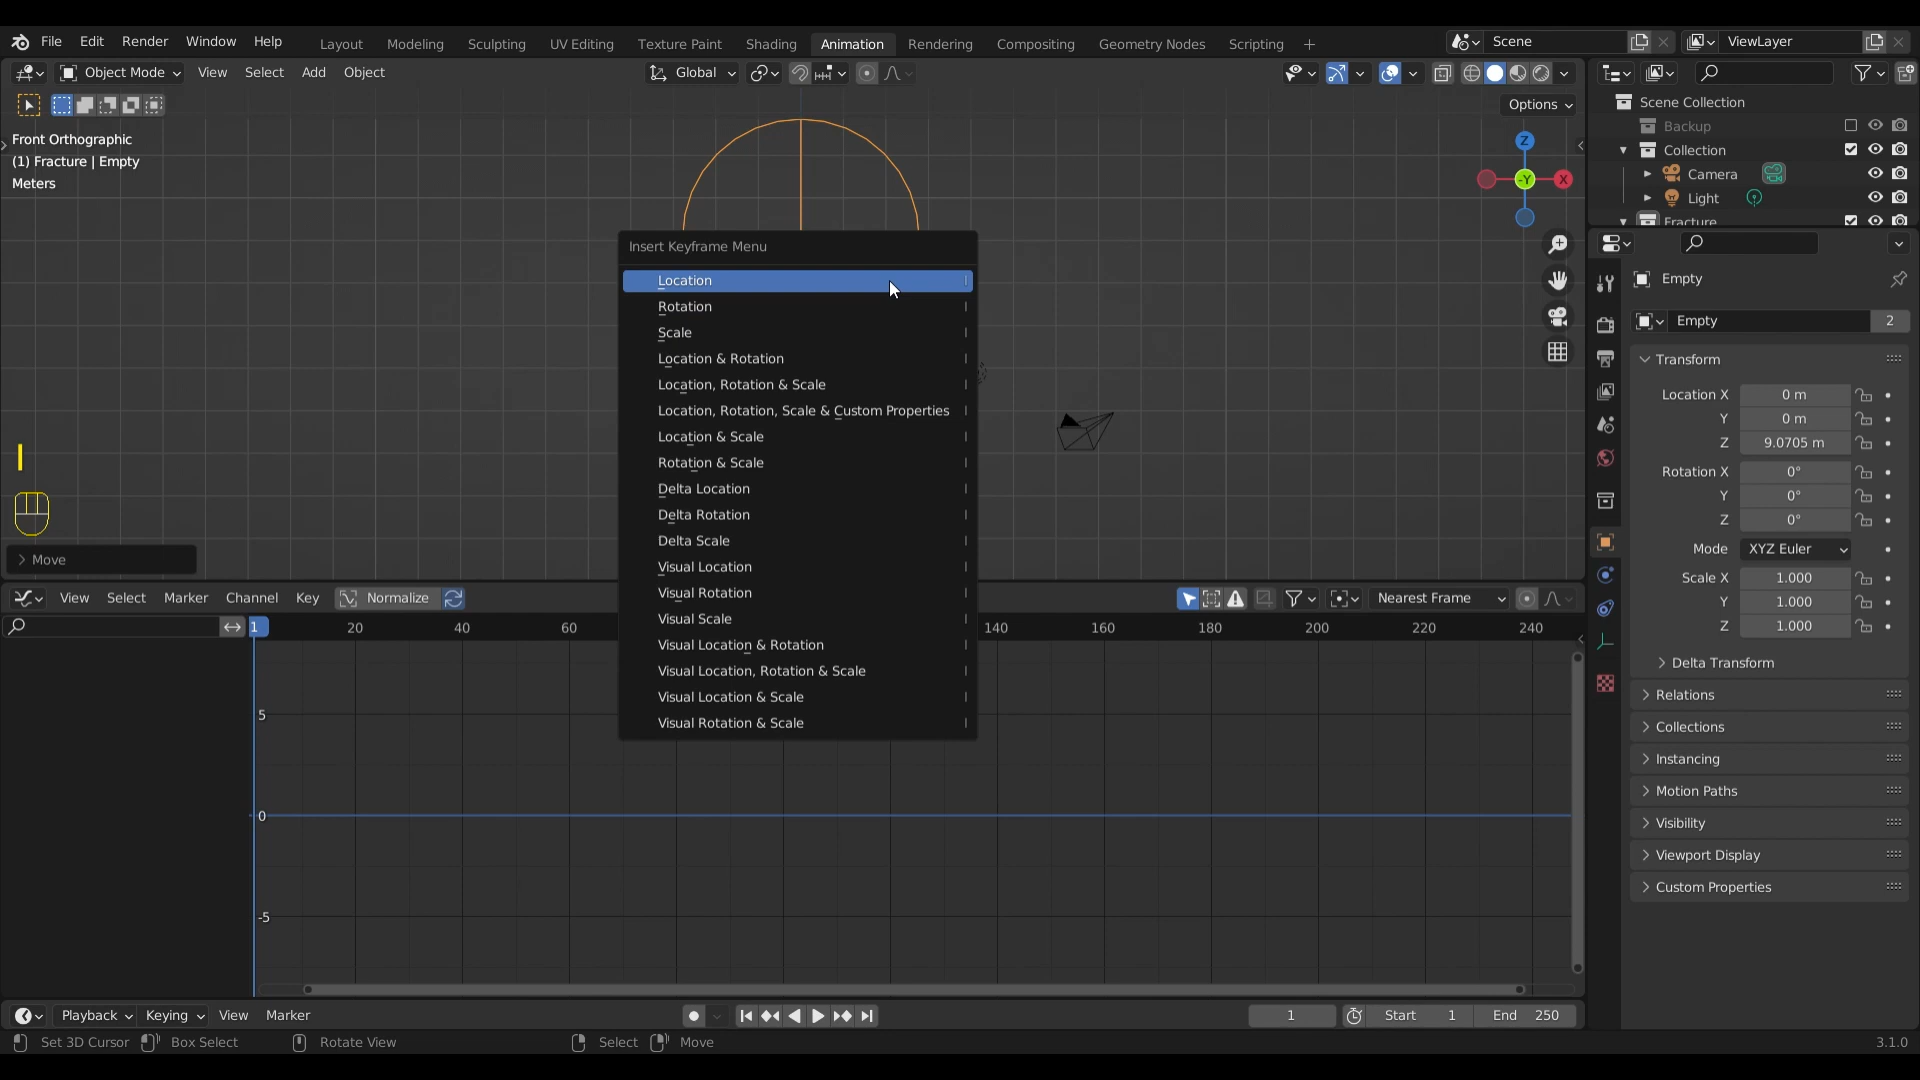 File Edit Render Window Help Layout Modeling Sculpting UV Editing Texture Paint Shading Animation Rendering Compositing Geometry Nodes Scripting + Scene ViewLayer
Object Mode View Select Add Object Global
Options
Front Orthographic
(1) Fracture | Empty
Meters
Z
-Y
X
Insert Keyframe Menu
Location I
Rotation I
Scale I
Location & Rotation I
Location, Rotation & Scale I
Location, Rotation, Scale & Custom Properties I
Location & Scale I
Rotation & Scale I
Delta Location I
Delta Rotation I
Delta Scale I
Visual Location I
Visual Rotation I
Visual Scale I
Visual Location & Rotation I
Visual Location, Rotation & Scale I
Visual Location & Scale I
Visual Rotation & Scale I
I
Move
Scene Collection
Backup
Collection
Camera
Light
Fracture
Empty
Empty 2
Transform
Location X 0 m
Y 0 m
Z 9.0705 m
Rotation X 0°
Y 0°
Z 0°
Mode XYZ Euler
Scale X 1.000
Y 1.000
Z 1.000
Delta Transform
Relations
Collections
Instancing
Motion Paths
Visibility
Viewport Display
Custom Properties
View Select Marker Channel Key Normalize Nearest Frame
1 20 40 60 140 160 180 200 220 240
5
0
-5
Playback Keying View Marker 1 Start 1 End 250
Set 3D Cursor Box Select Rotate View Select Move 3.1.0